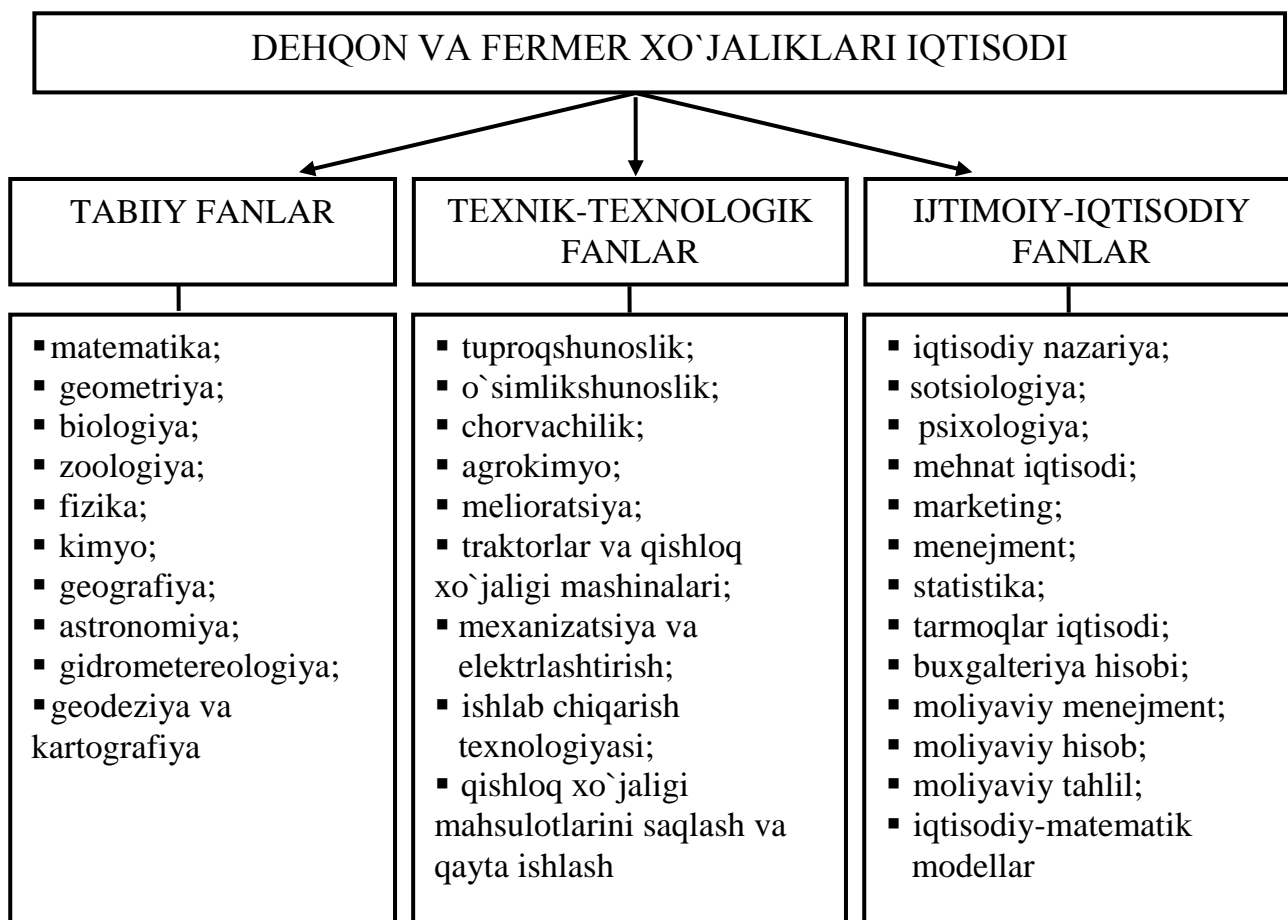 DEHQON VA FERMER XO`JALIKLARI IQTISODI
TABIIY FANLAR
▪ matematika;
▪ geometriya;
▪ biologiya;
▪ zoologiya;
▪ fizika;
▪ kimyo;
▪ geografiya;
▪ astronomiya;
▪ gidrometereologiya;
▪ geodeziya va
kartografiya
TEXNIK-TEXNOLOGIK
FANLAR
▪ tuproqshunoslik;
▪ o`simlikshunoslik;
▪ chorvachilik;
▪ agrokimyo;
▪ melioratsiya;
▪ traktorlar va qishloq
xo`jaligi mashinalari;
▪ mexanizatsiya va
elektrlashtirish;
▪ ishlab chiqarish
texnologiyasi;
▪ qishloq xo`jaligi
mahsulotlarini saqlash va
qayta ishlash
IJTIMOIY-IQTISODIY
FANLAR
▪ iqtisodiy nazariya;
▪ sotsiologiya;
▪ psixologiya;
▪ mehnat iqtisodi;
▪ marketing;
▪ menejment;
▪ statistika;
▪ tarmoqlar iqtisodi;
▪ buxgalteriya hisobi;
▪ moliyaviy menejment;
▪ moliyaviy hisob;
▪ moliyaviy tahlil;
▪ iqtisodiy-matematik
modellar